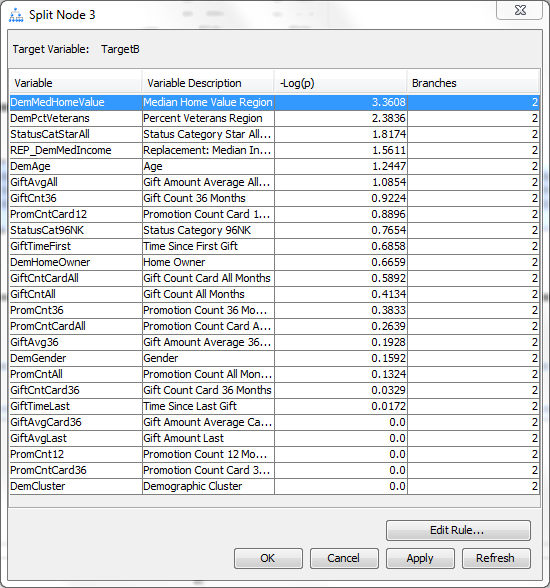 Split Node 3
Target Variable: TargetB
Variable Variable Description -Log(p) Branches
DemMedHomeValue Median Home Value Region 3.3608 2
DemPctVeterans Percent Veterans Region 2.3836 2
StatusCatStarAll Status Category Star All... 1.8174 2
REP_DemMedIncome Replacement: Median In... 1.5611 2
DemAge Age 1.2447 2
GiftAvgAll Gift Amount Average All... 1.0854 2
GiftCnt36 Gift Count 36 Months 0.9224 2
PromCntCard12 Promotion Count Card 1... 0.8896 2
StatusCat96NK Status Category 96NK 0.7654 2
GiftTimeFirst Time Since First Gift 0.6858 2
DemHomeOwner Home Owner 0.6659 2
GiftCntCardAll Gift Count Card All Months 0.5892 2
GiftCntAll Gift Count All Months 0.4134 2
PromCnt36 Promotion Count 36 Mo... 0.3833 2
PromCntCardAll Promotion Count Card A... 0.2639 2
GiftAvg36 Gift Amount Average 36... 0.1928 2
DemGender Gender 0.1592 2
PromCntAll Promotion Count All Mon... 0.1324 2
GiftCntCard36 Gift Count Card 36 Months 0.0329 2
GiftTimeLast Time Since Last Gift 0.0172 2
GiftAvgCard36 Gift Amount Average Ca... 0.0 2
GiftAvgLast Gift Amount Last 0.0 2
PromCnt12 Promotion Count 12 Mo... 0.0 2
PromCntCard36 Promotion Count Card 3... 0.0 2
DemCluster Demographic Cluster 0.0 2
Edit Rule...
OK Cancel Apply Refresh